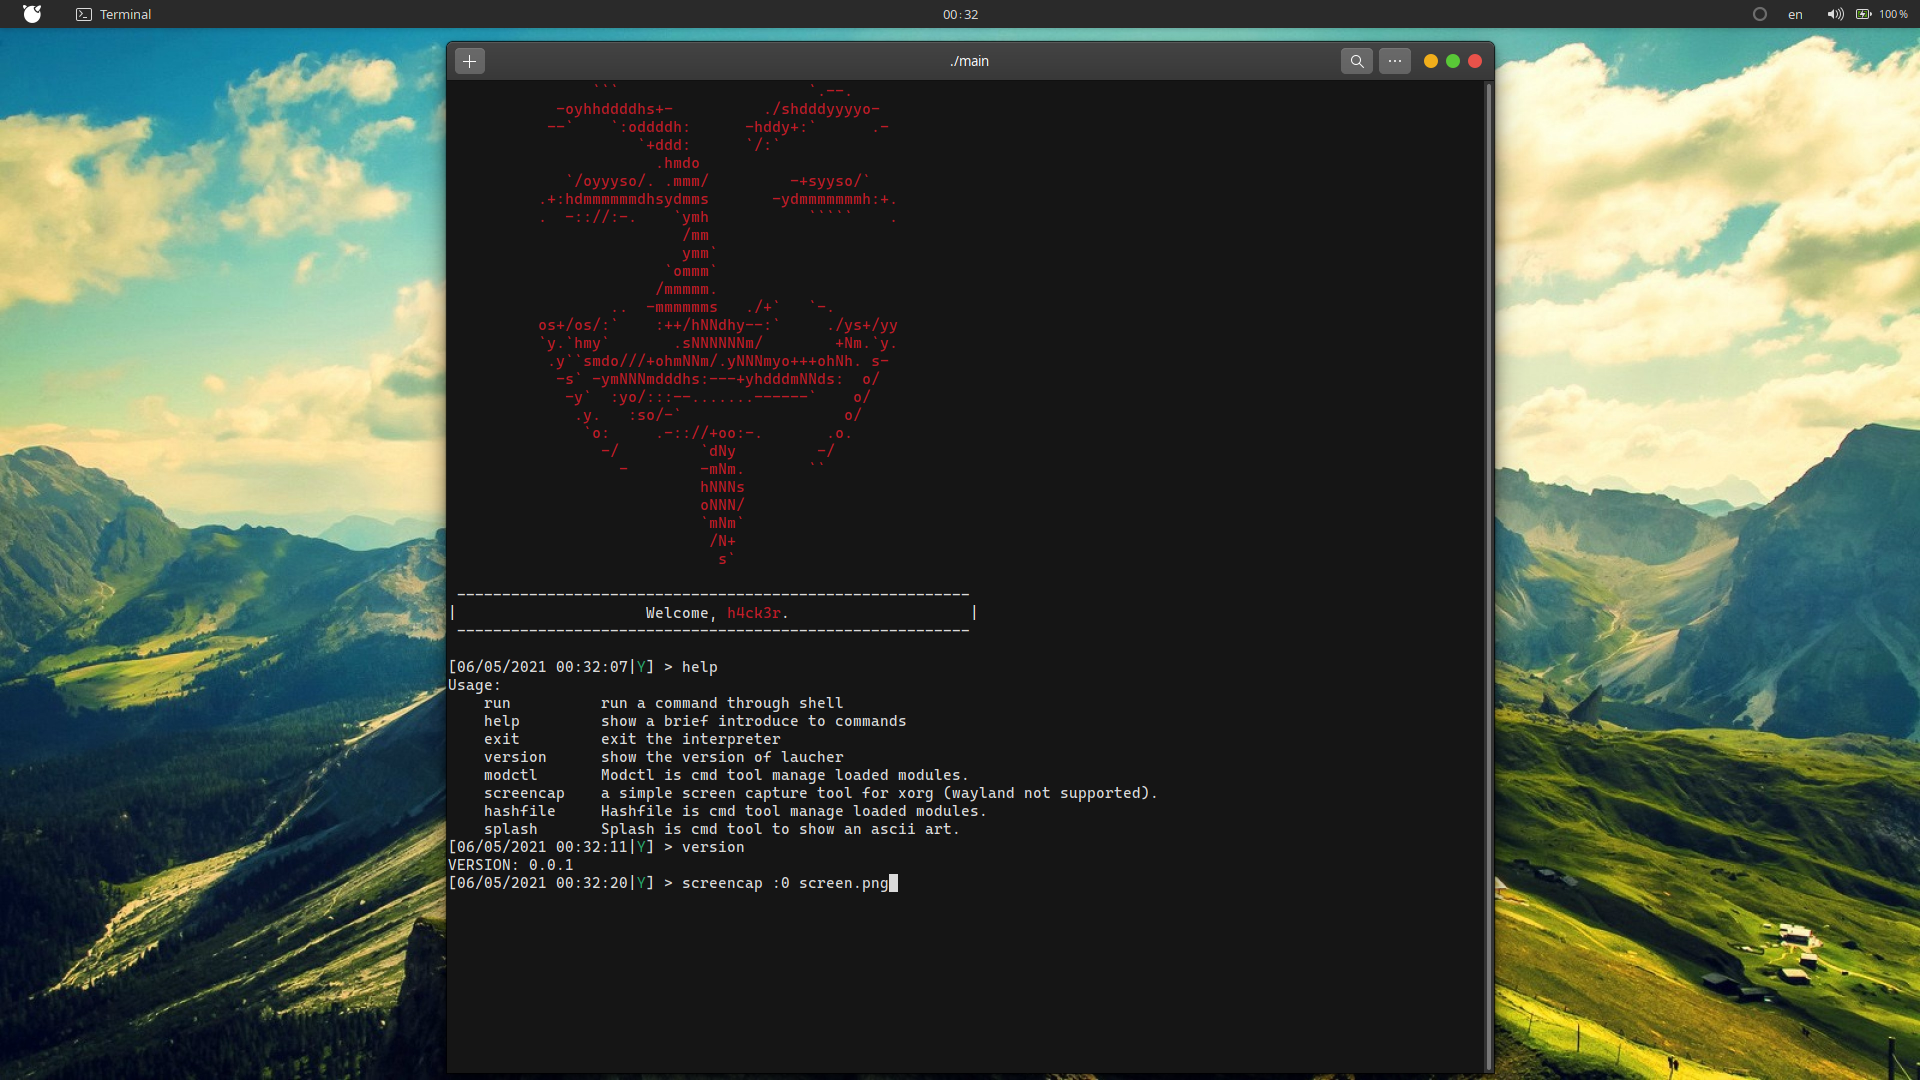 Terminal
00:32
en
100 %
./main
                ```                     `.--.
            -oyhhddddhs+-          ./shdddyyyyo-
           --`    `:oddddh:      -hddy+:`      .-
                     `+ddd:      `/:`
                       .hmdo
             `/oyyyso/. .mmm/         -+syyso/`
          .+:hdmmmmmmdhsydmms       -ydmmmmmmh:+.
          .  -:://:-.    `ymh           `````    .
                          /mm
                          ymm`
                        `ommm`
                       /mmmmm.
                  ..  -mmmmmms   ./+`   `-.
          os+/os/:`    :++/hNNdhy--:`     ./ys+/yy
          `y.`hmy`       .sNNNNNNm/        +Nm.`y.
           .y``smdo///+ohmNNm/.yNNNmyo+++ohNh. s-
            -s` -ymNNNmdddhs:---+yhdddmNNds:  o/
             -y`  :yo/:::--.......------`    o/
              .y.   :so/-`                  o/
               `o:     .-:://+oo:-.       .o.
                 -/         `dNy         -/
                   -        -mNm.       ``
                            hNNNs
                            oNNN/
                            `mNm`
                             /N+
                              s`
 ---------------------------------------------------------
|                     Welcome, h4ck3r.                    |
 ---------------------------------------------------------
[06/05/2021 00:32:07|Y] > help
Usage:
    run          run a command through shell
    help         show a brief introduce to commands
    exit         exit the interpreter
    version      show the version of laucher
    modctl       Modctl is cmd tool manage loaded modules.
    screencap    a simple screen capture tool for xorg (wayland not supported).
    hashfile     Hashfile is cmd tool manage loaded modules.
    splash       Splash is cmd tool to show an ascii art.
[06/05/2021 00:32:11|Y] > version
VERSION: 0.0.1
[06/05/2021 00:32:20|Y] > screencap :0 screen.png